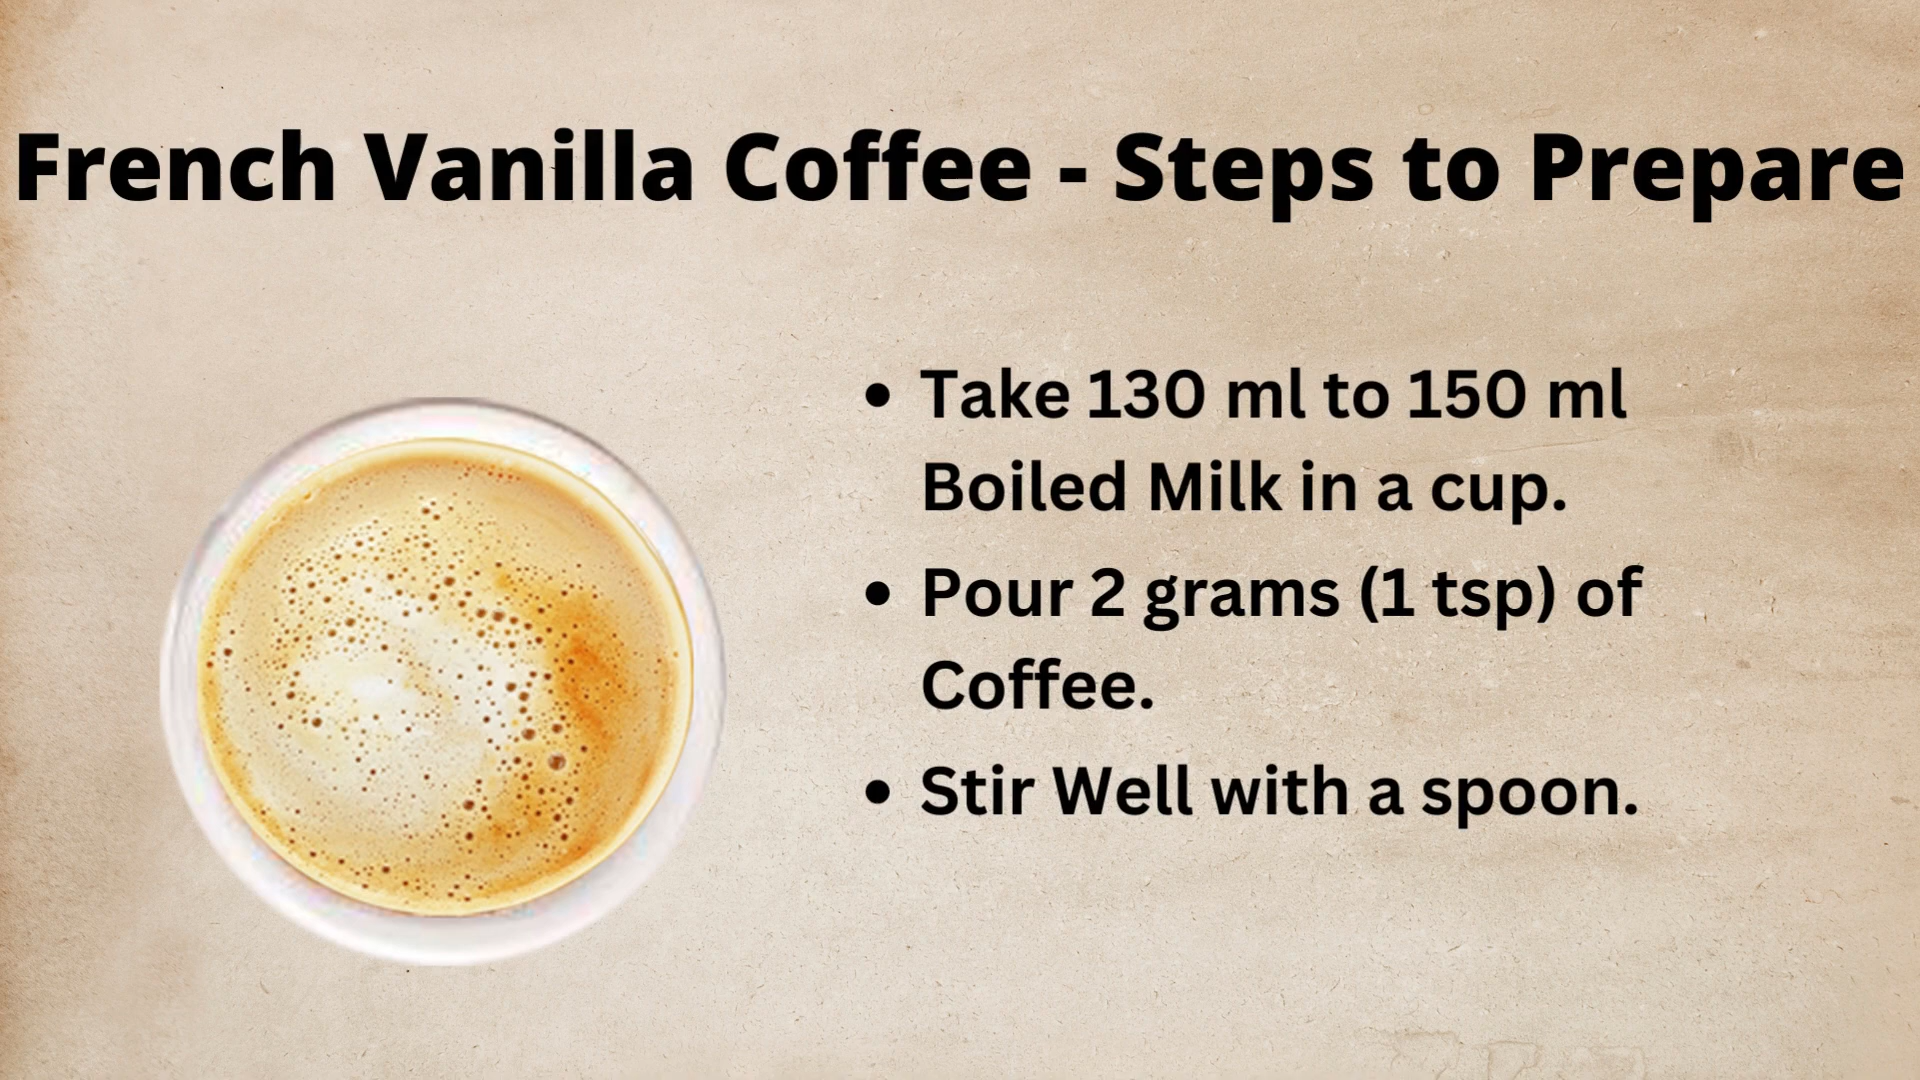 French Vanilla Coffee - Steps to Prepare
• Take 130 ml to 150 ml
Boiled Milk in a cup.
• Pour 2 grams (1 tsp) of
Coffee.
• Stir Well with a spoon.